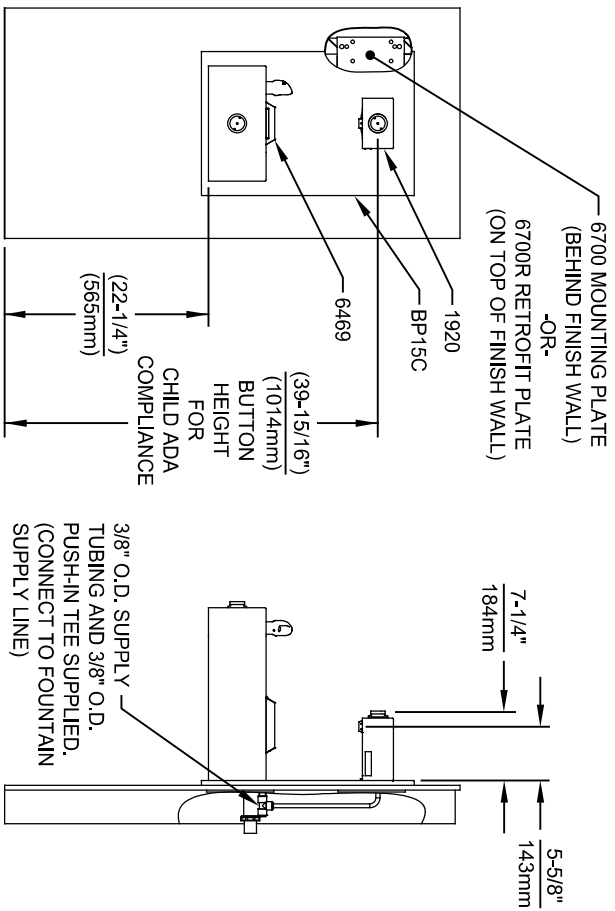 6700 MOUNTING PLATE
(BEHIND FINISH WALL)
-OR-
6700R RETROFIT PLATE
(ON TOP OF FINISH WALL)
1920
BP15C
6469
(39-15/16")
(1014mm)
BUTTON
HEIGHT
FOR
CHILD ADA
COMPLIANCE
(22-1/4")
(565mm)
7-1/4"
184mm
5-5/8"
143mm
3/8" O.D. SUPPLY
TUBING AND 3/8" O.D.
PUSH-IN TEE SUPPLIED.
(CONNECT TO FOUNTAIN
SUPPLY LINE)